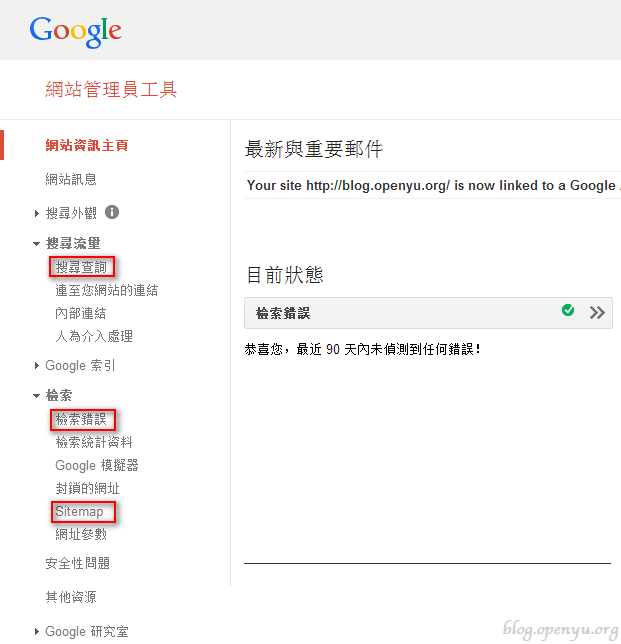 Google
網站管理員工具
網站資訊主頁
網站訊息
搜尋外觀
搜尋流量
搜尋查詢
連至您網站的連結
內部連結
人為介入處理
Google 索引
檢索
檢索錯誤
檢索統計資料
Google 模擬器
封鎖的網址
Sitemap
網址參數
安全性問題
其他資源
Google 研究室
最新與重要郵件
Your site http://blog.openyu.org/ is now linked to a Google
目前狀態
檢索錯誤
恭喜您，最近 90 天內未偵測到任何錯誤！
blog.openyu.org